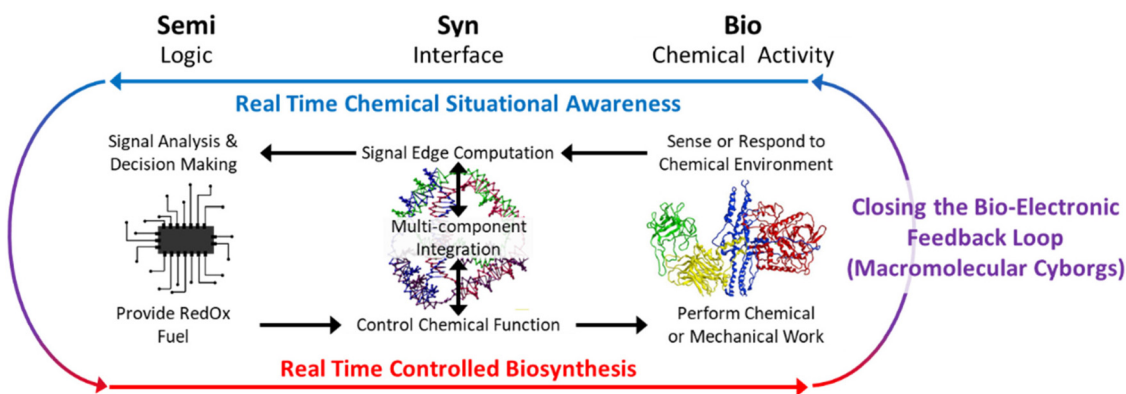 Semi
Logic
Syn
Interface
Bio
Chemical Activity
Real Time Chemical Situational Awareness
Signal Analysis &
Decision Making
Signal Edge Computation
Sense or Respond to
Chemical Environment
Multi-component
Integration
Closing the Bio-Electronic
Feedback Loop
(Macromolecular Cyborgs)
Provide RedOx
Fuel
Control Chemical Function
Perform Chemical
or Mechanical Work
Real Time Controlled Biosynthesis